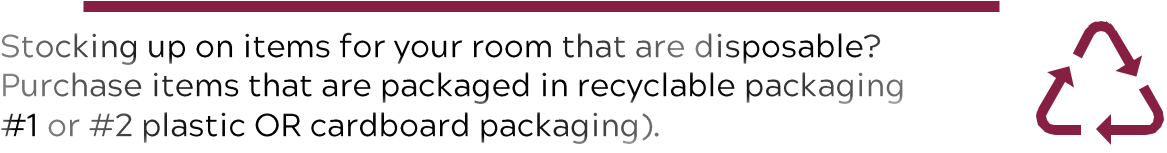 Stocking up on items for your room that are disposable?
Purchase items that are packaged in recyclable packaging
#1 or #2 plastic OR cardboard packaging).